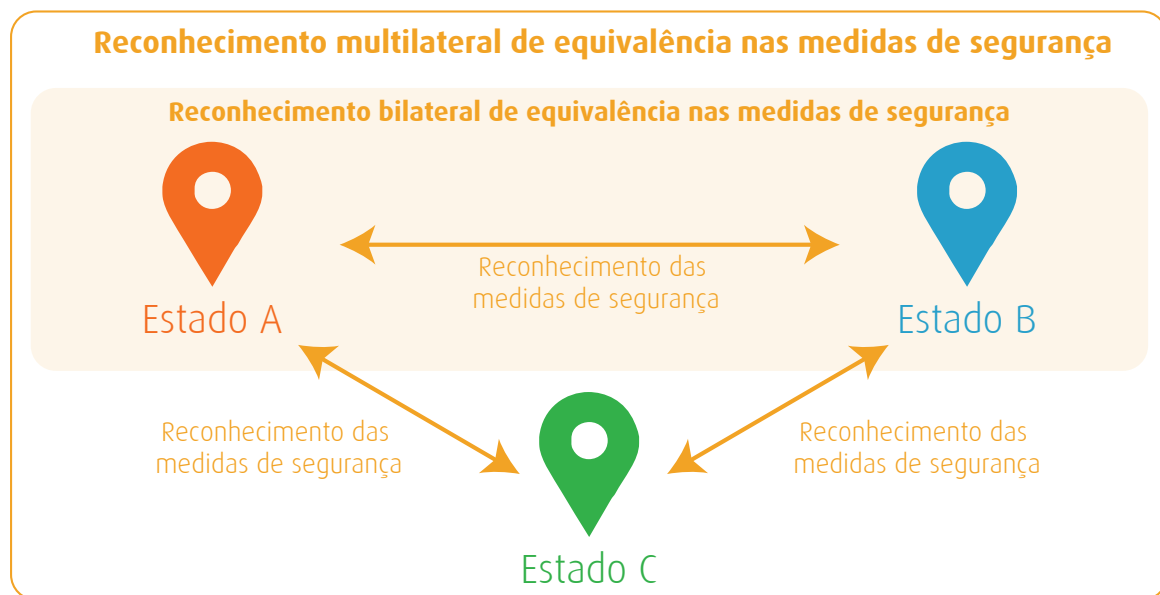 Reconhecimento multilateral de equivalência nas medidas de segurança
Reconhecimento bilateral de equivalência nas medidas de segurança
Reconhecimento das
medidas de segurança
Estado A
Estado B
Reconhecimento das
medidas de segurança
Reconhecimento das
medidas de segurança
Estado C